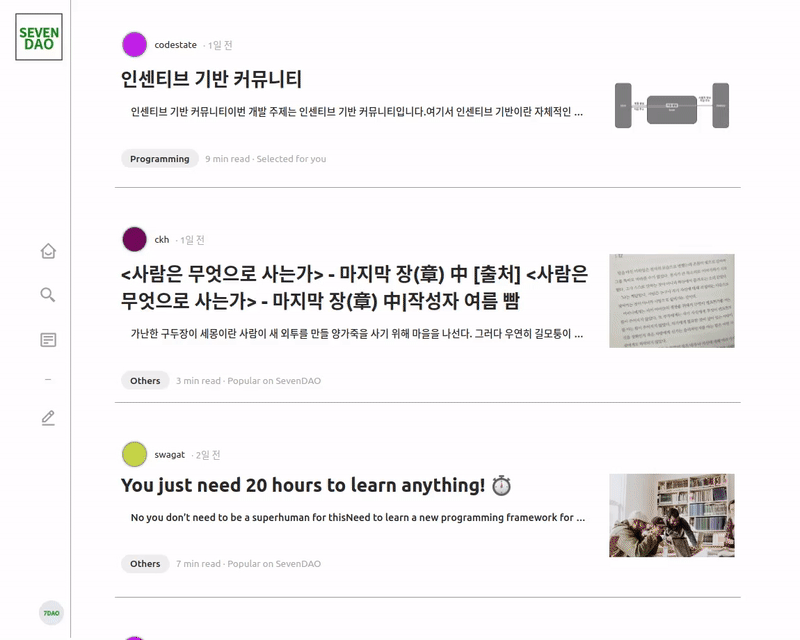 SEVEN
DAO
codestate · 1일 전
인센티브 기반 커뮤니티
인센티브 기반 커뮤니티이번 개발 주제는 인센티브 기반 커뮤니티입니다.여기서 인센티브 기반이란 자체적인 ...
Programming 9 min read · Selected for you
ckh · 1일 전
<사람은 무엇으로 사는가> - 마지막 장(章) 中 [출처] <사람은
무엇으로 사는가> - 마지막 장(章) 中|작성자 여름 빰
가난한 구두장이 세몽이란 사람이 새 외투를 만들 양가죽을 사기 위해 마을을 나선다. 그러다 우연히 길모퉁이 ...
Others 3 min read · Popular on SevenDAO
swagat · 2일 전
You just need 20 hours to learn anything! ⏱️
No you don't need to be a superhuman for thisNeed to learn a new programming framework for ...
Others 7 min read · Popular on SevenDAO
7DAO